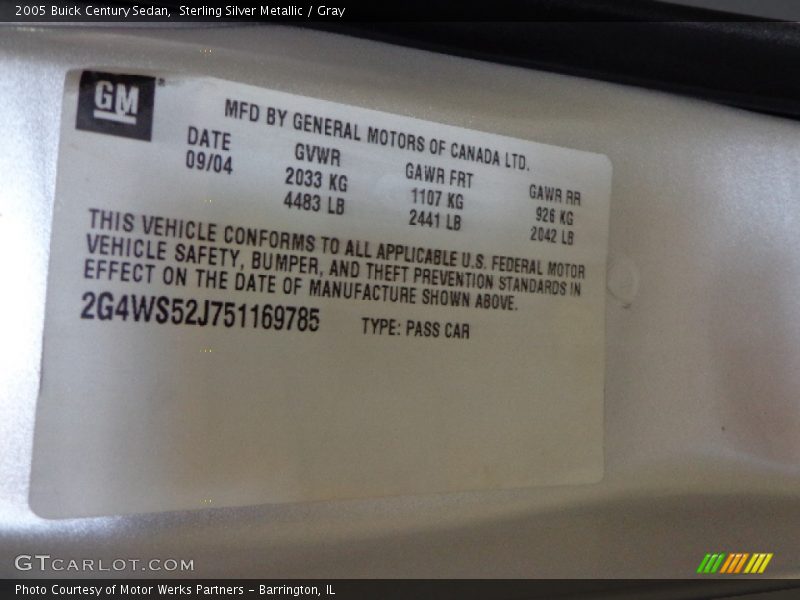 2005 Buick Century Sedan, Sterling Silver Metallic / Gray
GM
MFD BY GENERAL MOTORS OF CANADA LTD.
DATE GVWR GAWR FRT GAWR RR
09/04 2033 KG 1107 KG 926 KG
4483 LB 2441 LB 2042 LB
THIS VEHICLE CONFORMS TO ALL APPLICABLE U.S. FEDERAL MOTOR
VEHICLE SAFETY, BUMPER, AND THEFT PREVENTION STANDARDS IN
EFFECT ON THE DATE OF MANUFACTURE SHOWN ABOVE.
2G4WS52J751169785 TYPE: PASS CAR
GTCARLOT.COM
Photo Courtesy of Motor Werks Partners - Barrington, IL